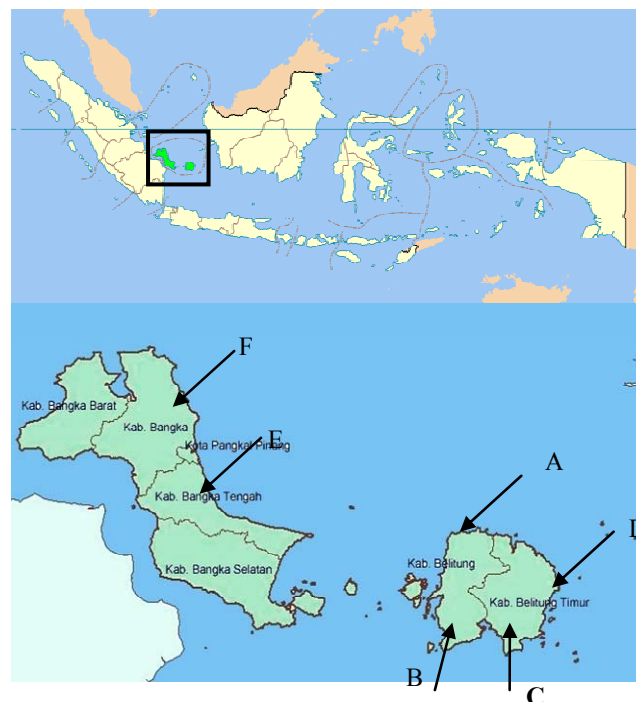 F
Kab. Bangka Barat
Kab. Bangka
Kota Pangkal Pinang
E
A
Kab. Bangka Tengah
D
Kab. Belitung
Kab. Bangka Selatan
Kab. Belitung Timur
B
C